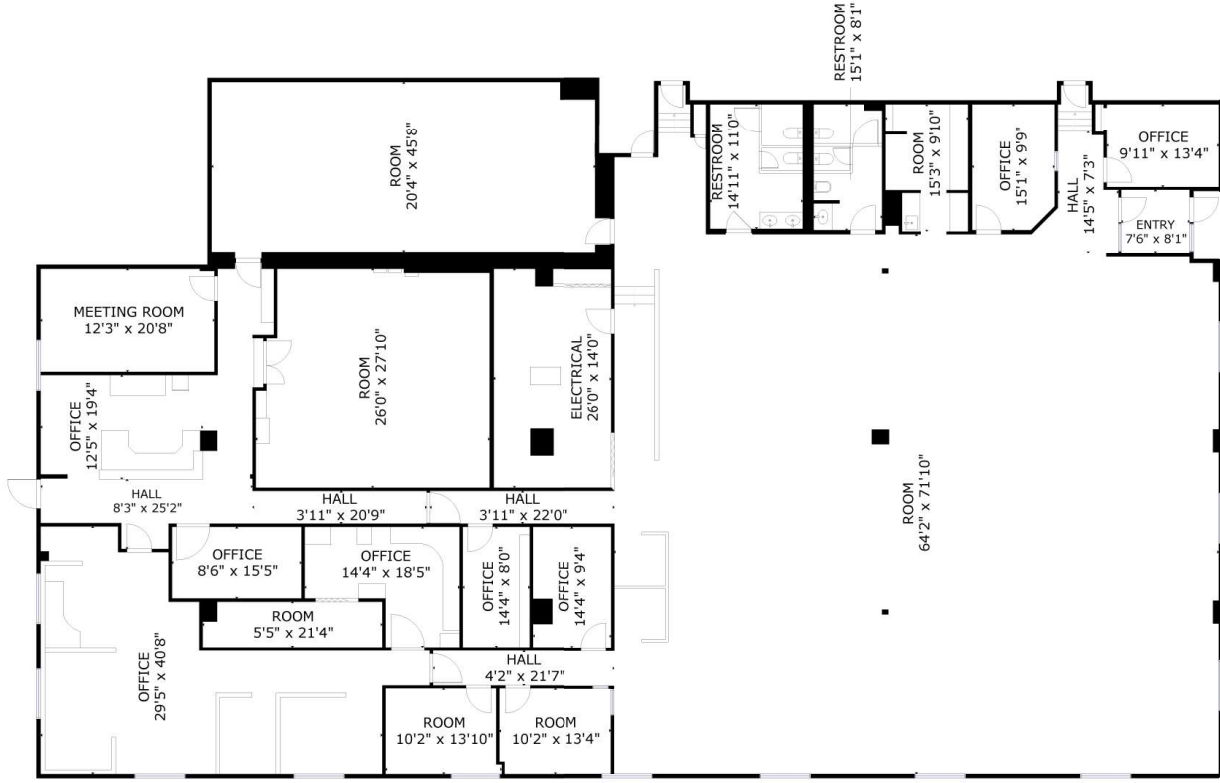 RESTROOM
15'1" x 8'1"
ROOM
20'4" x 45'8"
RESTROOM
14'11" x 11'0"
ROOM
15'3" x 9'10"
OFFICE
15'1" x 9'9"
HALL
14'5" x 7'3"
OFFICE
9'11" x 13'4"
ENTRY
7'6" x 8'1"
MEETING ROOM
12'3" x 20'8"
ROOM
26'0" x 27'10"
ELECTRICAL
26'0" x 14'0"
OFFICE
12'5" x 19'4"
HALL
8'3" x 25'2"
HALL
3'11" x 20'9"
HALL
3'11" x 22'0"
ROOM
64'2" x 71'10"
OFFICE
8'6" x 15'5"
OFFICE
14'4" x 18'5"
OFFICE
14'4" x 8'0"
OFFICE
14'4" x 9'4"
ROOM
5'5" x 21'4"
OFFICE
29'5" x 40'8"
HALL
4'2" x 21'7"
ROOM
10'2" x 13'10"
ROOM
10'2" x 13'4"